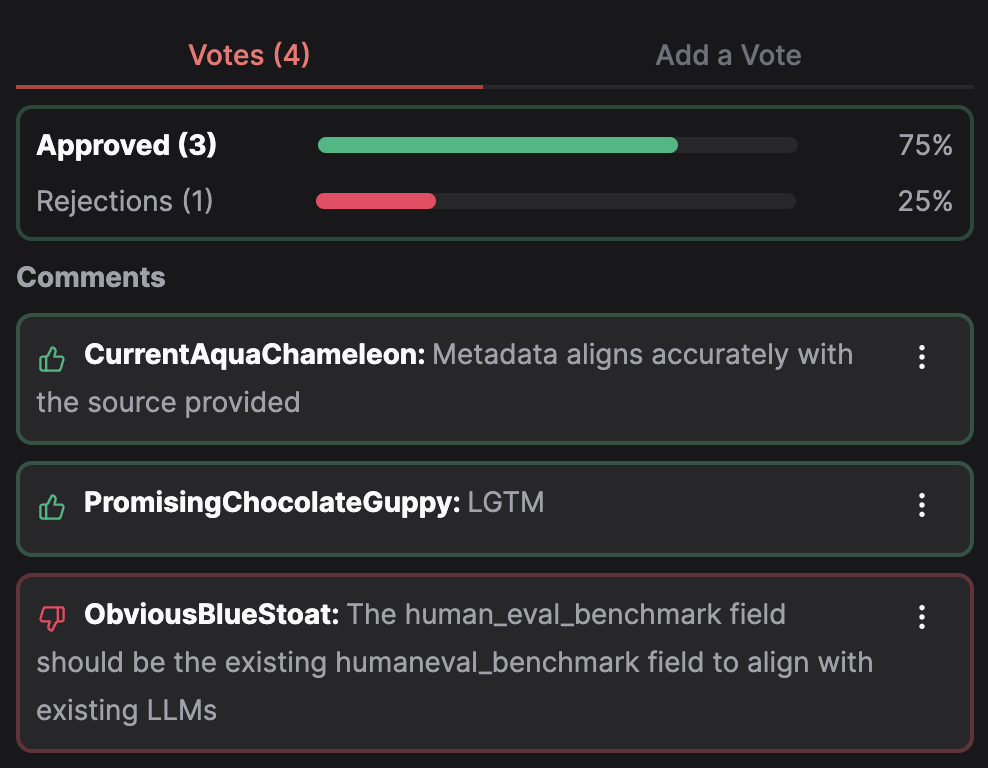 Votes (4)
Add a Vote
Approved (3)
75%
Rejections (1)
25%
Comments
CurrentAquaChameleon: Metadata aligns accurately with
the source provided
PromisingChocolateGuppy: LGTM
ObviousBlueStoat: The human_eval_benchmark field
should be the existing humaneval_benchmark field to align with
existing LLMs